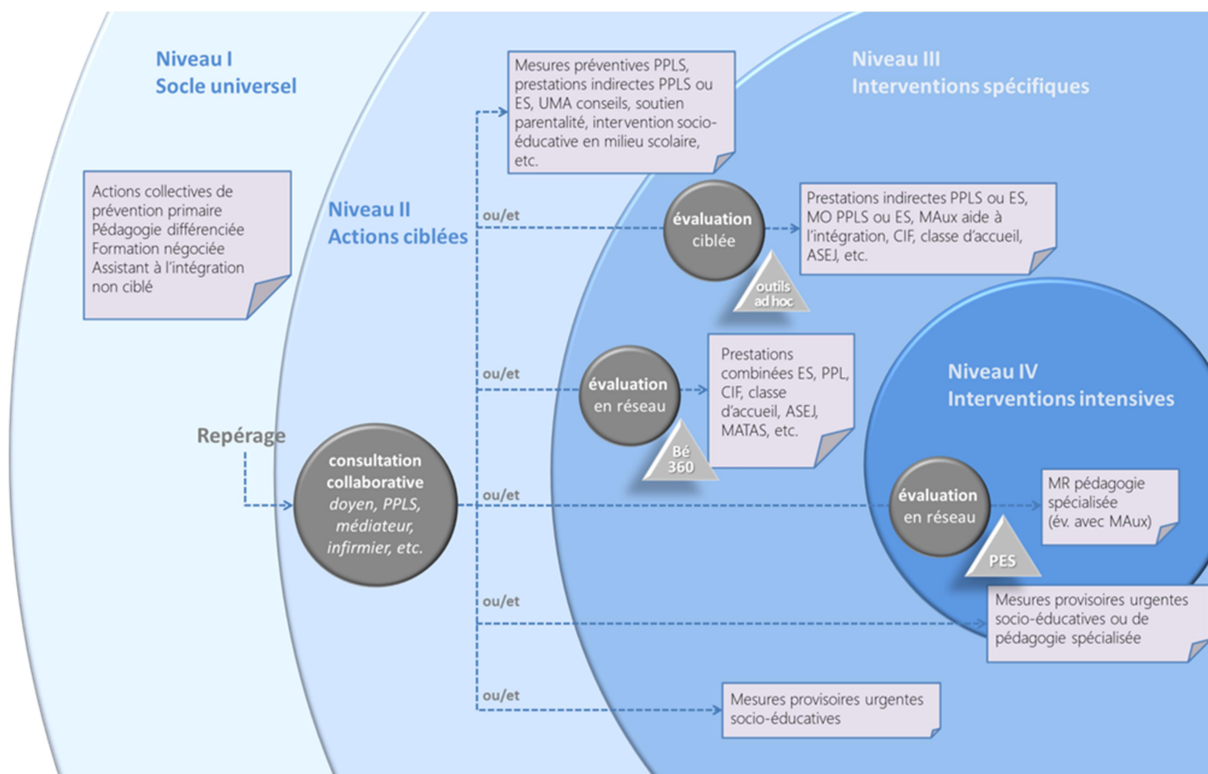 Niveau I
Socle universel
Actions collectives de
prévention primaire
Pédagogie différenciée
Formation négociée
Assistant à l'intégration
non ciblé
Repérage
Niveau II
Actions ciblées
consultation
collaborative
doyen, PPLS,
médiateur,
infirmier, etc.
ou/et
Mesures préventives PPLS,
prestations indirectes PPLS ou
ES, UMA conseils, soutien
parentalité, intervention socio-
éducative en milieu scolaire,
etc.
Niveau III
Interventions spécifiques
ou/et
évaluation
ciblée
outils
ad hoc
Prestations indirectes PPLS ou ES,
MO PPLS ou ES, MAux aide à
l'intégration, CIF, classe d'accueil,
ASEJ, etc.
ou/et
évaluation
en réseau
Bé
360
Prestations
combinées ES, PPL,
CIF, classe
d'accueil, ASEJ,
MATAS, etc.
Niveau IV
Interventions intensives
ou/et
évaluation
en réseau
PES
MR pédagogie
spécialisée
(év. avec MAux)
ou/et
Mesures provisoires urgentes
socio-éducatives ou de
pédagogie spécialisée
ou/et
Mesures provisoires urgentes
socio-éducatives